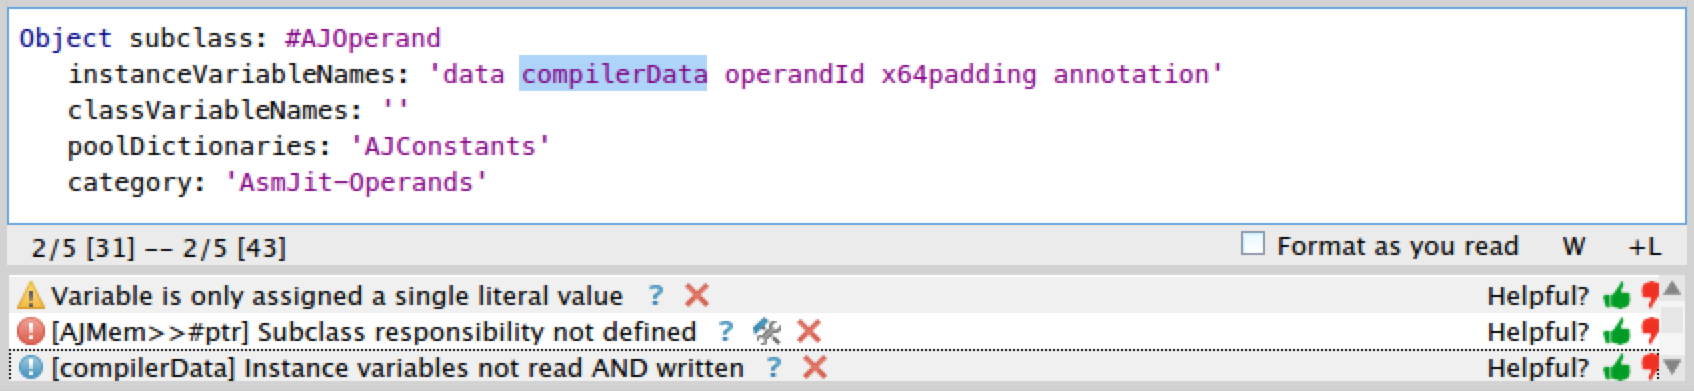 Object subclass: #AJOperand
instanceVariableNames: 'data compilerData operandId x64padding annotation'
classVariableNames: ''
poolDictionaries: 'AJConstants'
category: 'AsmJit-Operands'
2/5 [31] -- 2/5 [43] Format as you read W +L
Variable is only assigned a single literal value ? Helpful?
[AJMem>>#ptr] Subclass responsibility not defined ? Helpful?
[compilerData] Instance variables not read AND written ? Helpful?